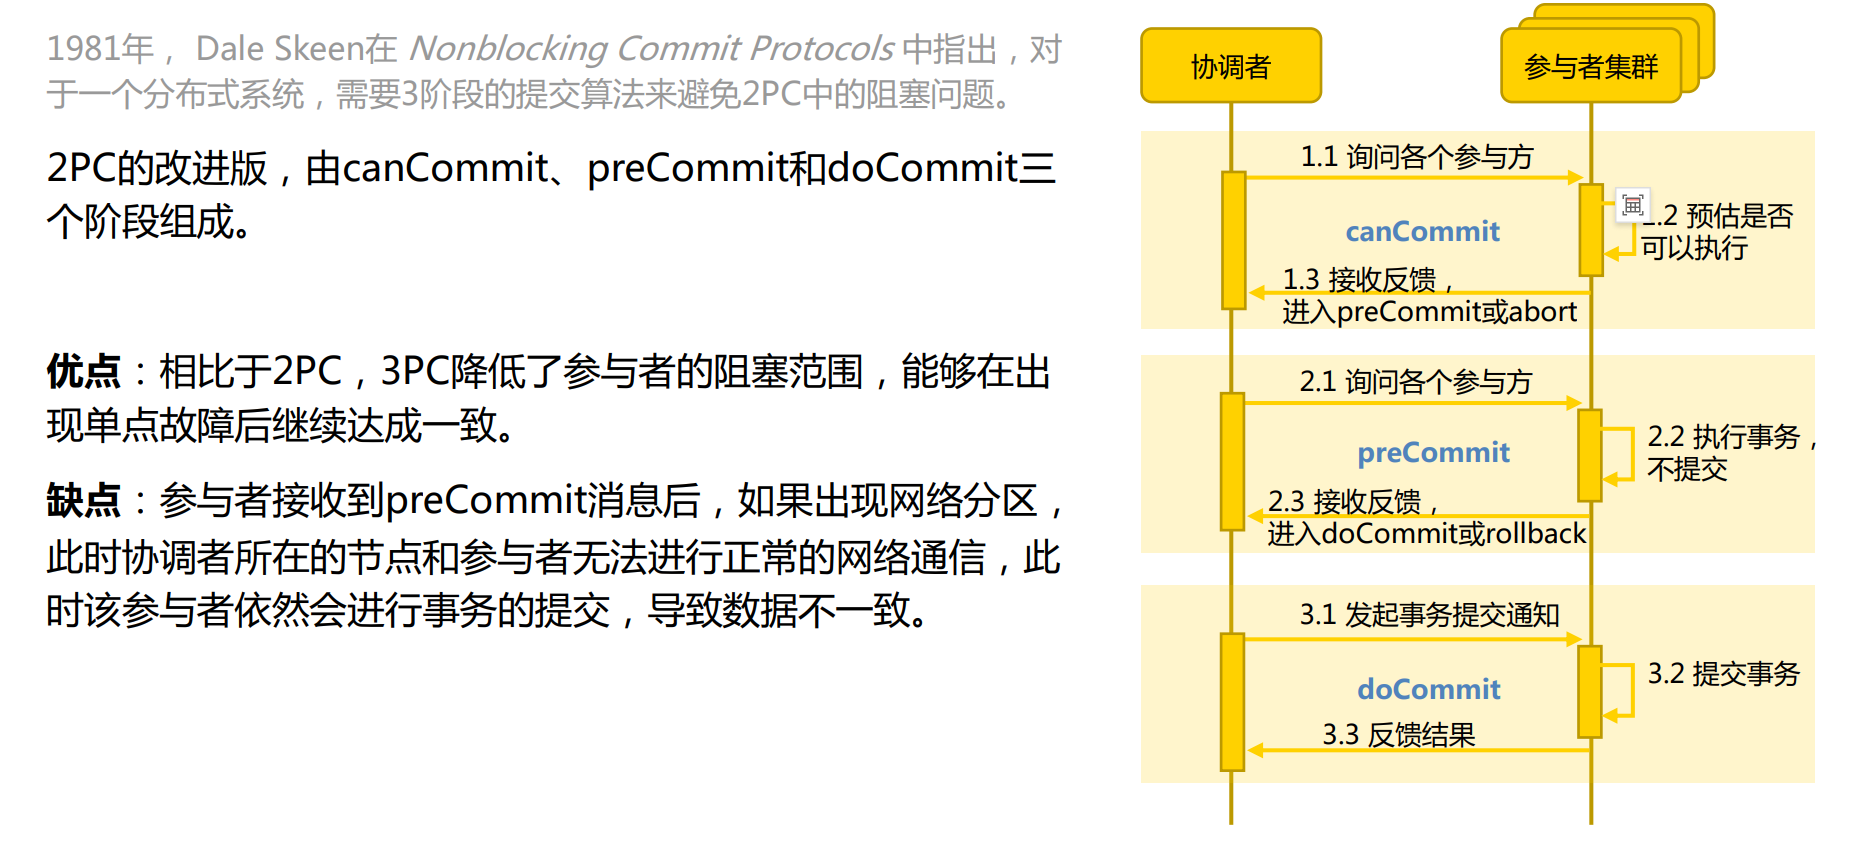 1981年， Dale Skeen在 Nonblocking Commit Protocols 中指出，对
于一个分布式系统，需要3阶段的提交算法来避免2PC中的阻塞问题。
2PC的改进版，由canCommit、preCommit和doCommit三
个阶段组成。
优点：相比于2PC，3PC降低了参与者的阻塞范围，能够在出
现单点故障后继续达成一致。
缺点：参与者接收到preCommit消息后，如果出现网络分区，
此时协调者所在的节点和参与者无法进行正常的网络通信，此
时该参与者依然会进行事务的提交，导致数据不一致。
协调者
参与者集群
1.1 询问各个参与方
.2 预估是否
可以执行
canCommit
1.3 接收反馈，
进入preCommit或abort
2.1 询问各个参与方
2.2 执行事务，
不提交
preCommit
2.3 接收反馈，
进入doCommit或rollback
3.1 发起事务提交通知
3.2 提交事务
doCommit
3.3 反馈结果